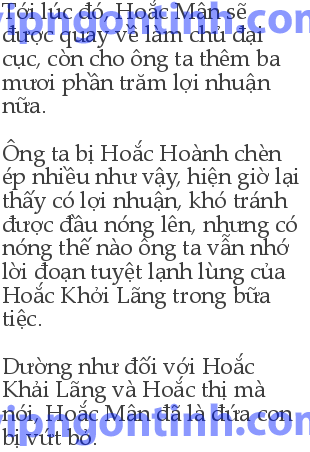 Tới lúc đó, Hoắc Mân sẽ
được quay về làm chủ đại
cục, còn cho ông ta thêm ba
mươi phần trăm lợi nhuận
nữa.
Ông ta bị Hoắc Hoành chèn
ép nhiều như vậy, hiện giờ lại
thấy có lợi nhuận, khó tránh
được đầu nóng lên, nhưng có
nóng thế nào ông ta vẫn nhớ
lời đoạn tuyệt lạnh lùng của
Hoắc Khởi Lãng trong bữa
tiệc.
Dường như đối với Hoắc
Khải Lãng và Hoắc thị mà
nói, Hoắc Mân đã là đứa con
bị vứt bỏ.
vipngontinh.com
vipngontinh.com